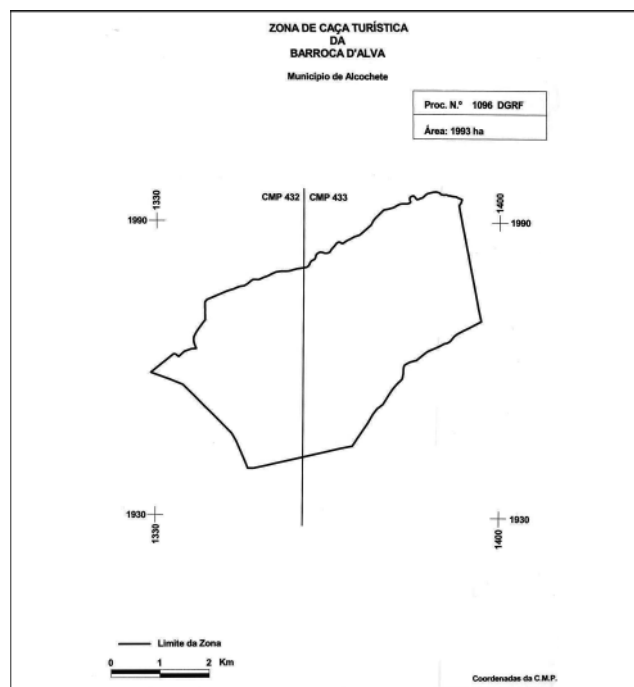 ZONA DE CAÇA TURÍSTICA
DA
BARROCA D'ALVA
Município de Alcochete
Proc. N.º 1096 DGRF
Área: 1993 ha
CMP 432
CMP 433
1330
1990
1400
1990
1930
1330
1930
1400
Limite da Zona
0 1 2 Km
Coordenadas da C.M.P.